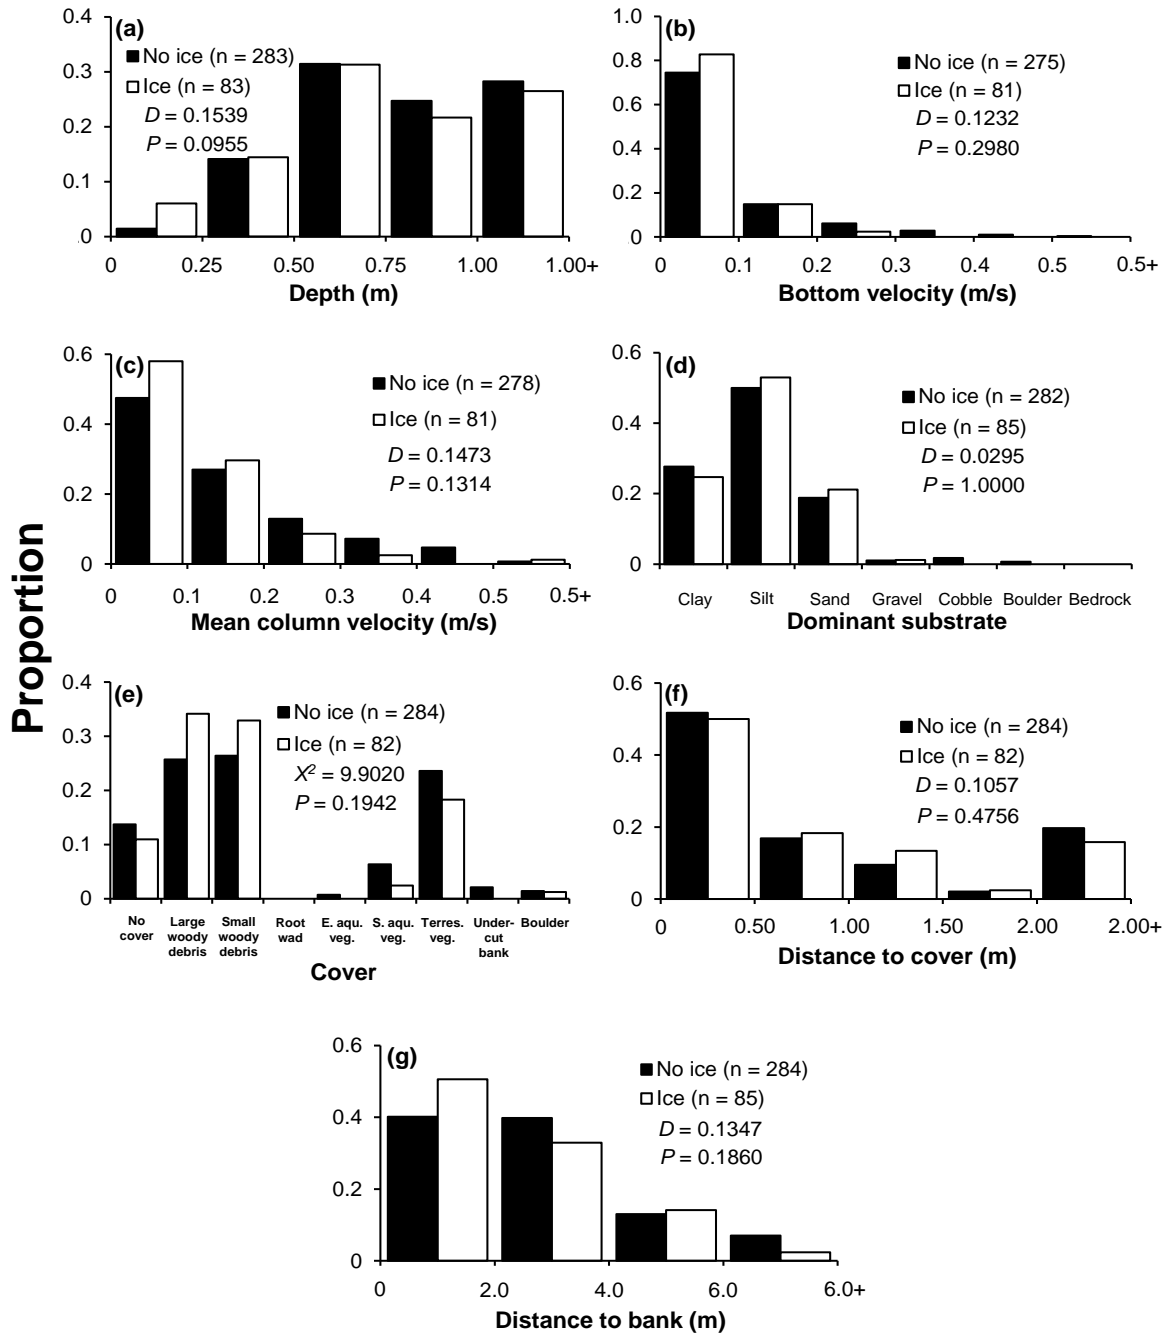 Proportion
(a)
No ice (n = 283)
Ice (n = 83)
D = 0.1539
P = 0.0955
0.4
0.3
0.2
0.1
.0
0 0.25 0.50 0.75 1.00 1.00+
Depth (m)
(b)
No ice (n = 275)
Ice (n = 81)
D = 0.1232
P = 0.2980
1.0
0.8
0.6
0.4
0.2
0
0 0.1 0.2 0.3 0.4 0.5 0.5+
Bottom velocity (m/s)
(c)
No ice (n = 278)
Ice (n = 81)
D = 0.1473
P = 0.1314
0.6
0.4
0.2
0
0 0.1 0.2 0.3 0.4 0.5 0.5+
Mean column velocity (m/s)
(d)
No ice (n = 282)
Ice (n = 85)
D = 0.0295
P = 1.0000
0.6
0.4
0.2
0
Clay Silt Sand Gravel Cobble Boulder Bedrock
Dominant substrate
(e)
No ice (n = 284)
Ice (n = 82)
X² = 9.9020
P = 0.1942
0.4
0.3
0.2
0.1
0
No Large Small Root E. aqu. S. aqu. Terres. Under- Boulder
cover woody woody wad veg. veg. veg. cut
debris debris bank
Cover
(f)
No ice (n = 284)
Ice (n = 82)
D = 0.1057
P = 0.4756
0.6
0.4
0.2
0
0 0.50 1.00 1.50 2.00 2.00+
Distance to cover (m)
(g)
No ice (n = 284)
Ice (n = 85)
D = 0.1347
P = 0.1860
0.6
0.4
0.2
0
0 2.0 4.0 6.0 6.0+
Distance to bank (m)